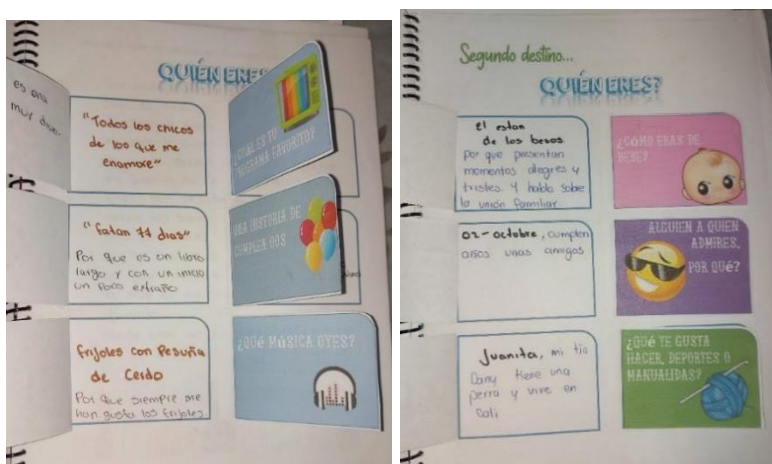 es una
muy diver
QUIÉN ERES
"Todos los chicos
de los que me
enamore"
¿CUÁL ES TU
PROGRAMA FAVORITO?
"fatan 11 dias"
Por que es un libro
largo y con un inicio
un poco extraño
UNA HISTORIA DE
CUMPLEAÑOS
frijoles con Pesuña
de Cerdo
Por que siempre me
han gusta los frijoles
¿QUÉ MÚSICA OYES?
Segundo destino...
QUIÉN ERES?
el estan
de los besos
por que presentan
momentos alegres y
tristes. Y habla sobre
la unión familiar
¿CÓMO ERAS DE
BEBE?
02-octubre, cumplen
años unas amigas
ALGUIEN A QUIEN
ADMIRES,
POR QUÉ?
Juanita, mi tía
Dany tiene una
perra y vive en
Cali
¿QUÉ TE GUSTA
HACER, DEPORTES O
MANUALIDADES?